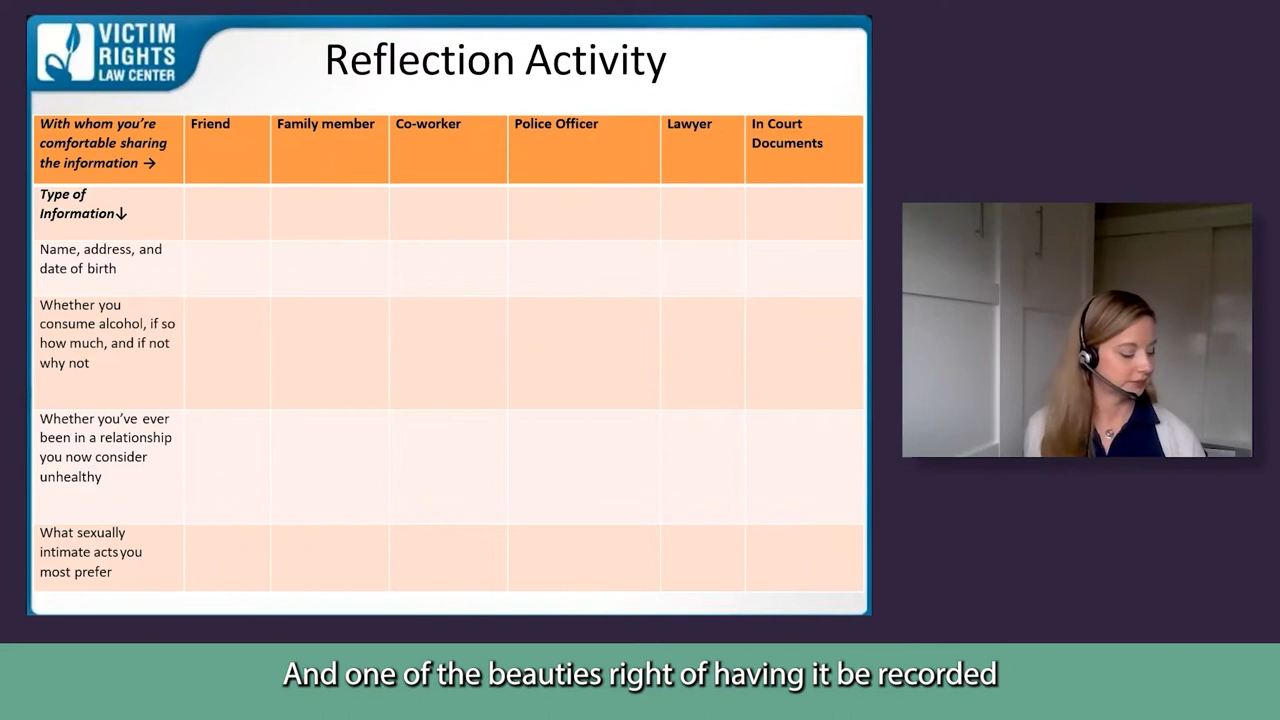 VICTIM
RIGHTS
LAW CENTER
Reflection Activity
With whom you're
comfortable sharing
the information →
Friend
Family member
Co-worker
Police Officer
Lawyer
In Court
Documents
Type of
Information↓
Name, address, and
date of birth
Whether you
consume alcohol, if so
how much, and if not
why not
Whether you've ever
been in a relationship
you now consider
unhealthy
What sexually
intimate acts you
most prefer
And one of the beauties right of having it be recorded